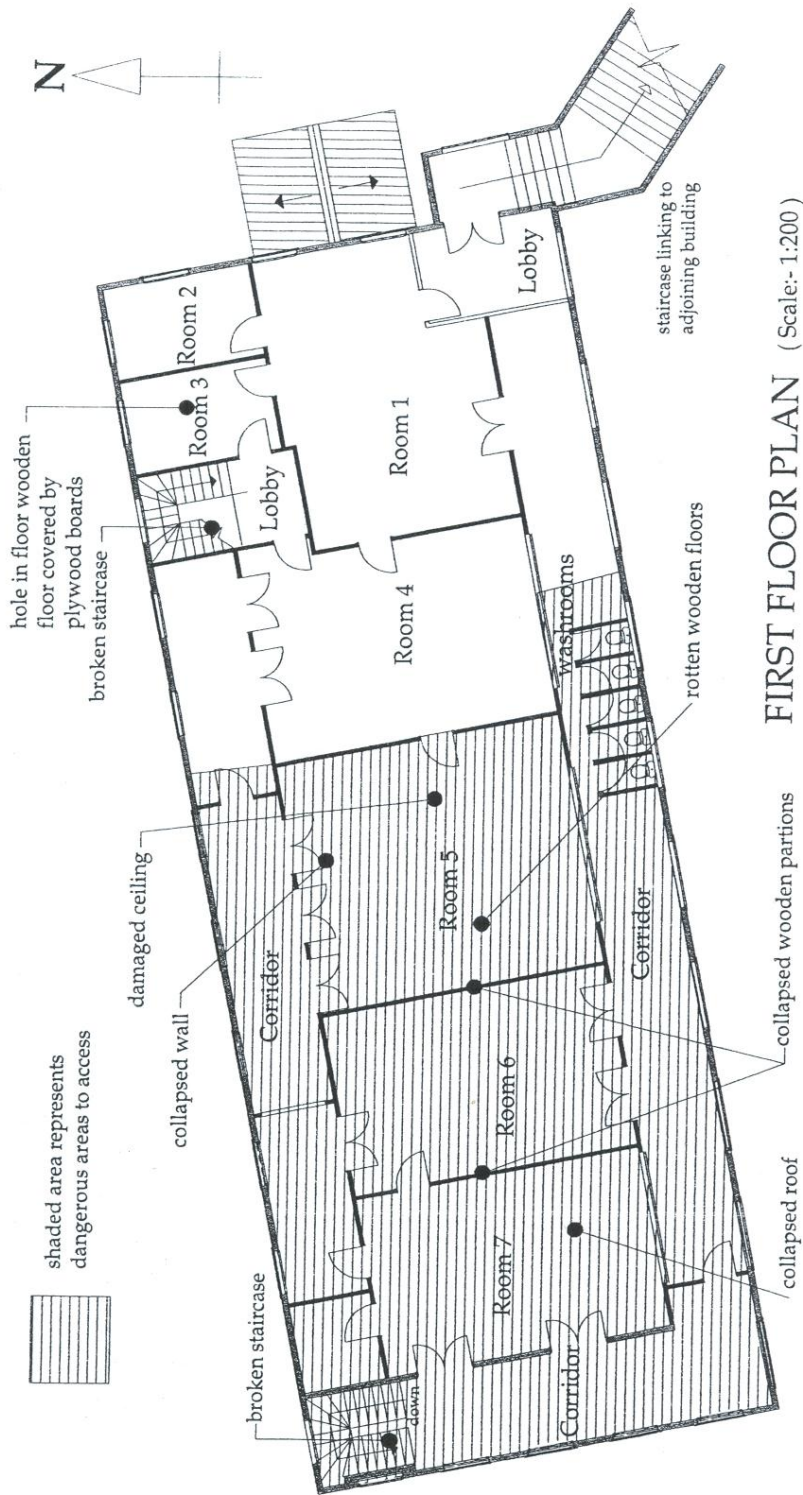 N
shaded area represents
dangerous areas to access
hole in floor wooden
floor covered by
plywood boards
broken staircase
damaged ceiling
collapsed wall
broken staircase
Room 2
Room 3
Lobby
Room 1
Lobby
Room 4
Corridor
Room 5
Room 6
Room 7
down
Corridor
Corridor
washrooms
staircase linking to
adjoining building
rotten wooden floors
collapsed wooden partions
collapsed roof
FIRST FLOOR PLAN ( Scale:- 1:200 )